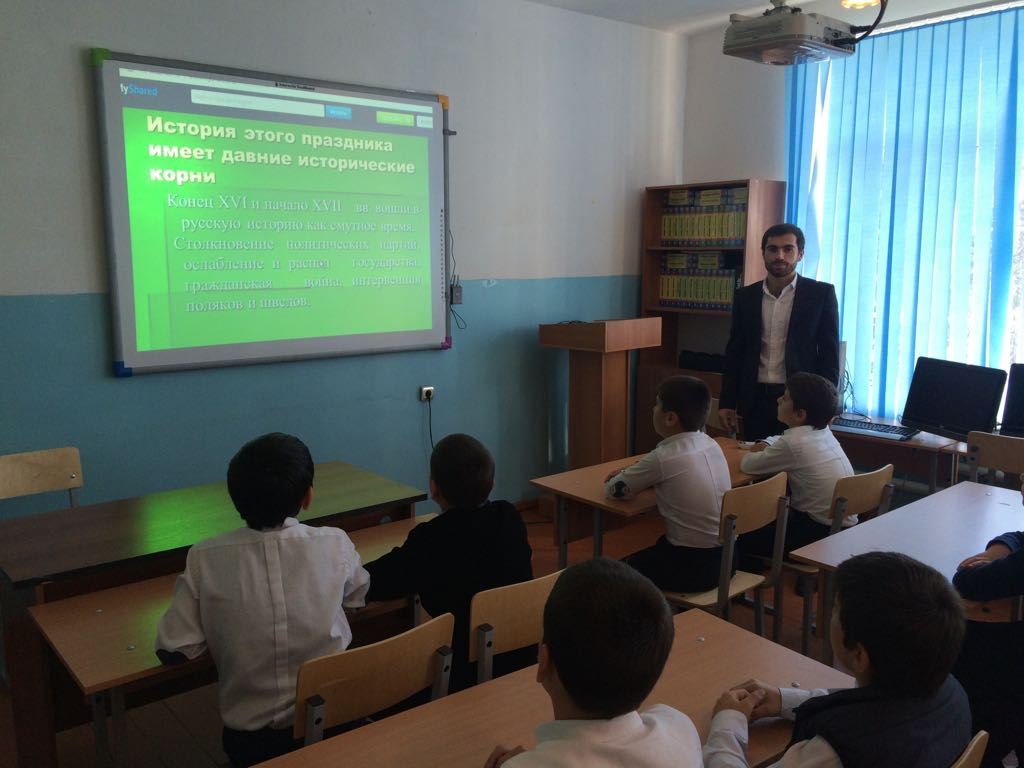 MyShared
История этого праздника
имеет давние исторические
корни
Конец XVI и начало XVII вв вошли в
русскую историю как смутное время.
Столкновение политических партий,
ослабление и распад государства,
гражданская война, интервенция
поляков и шведов.